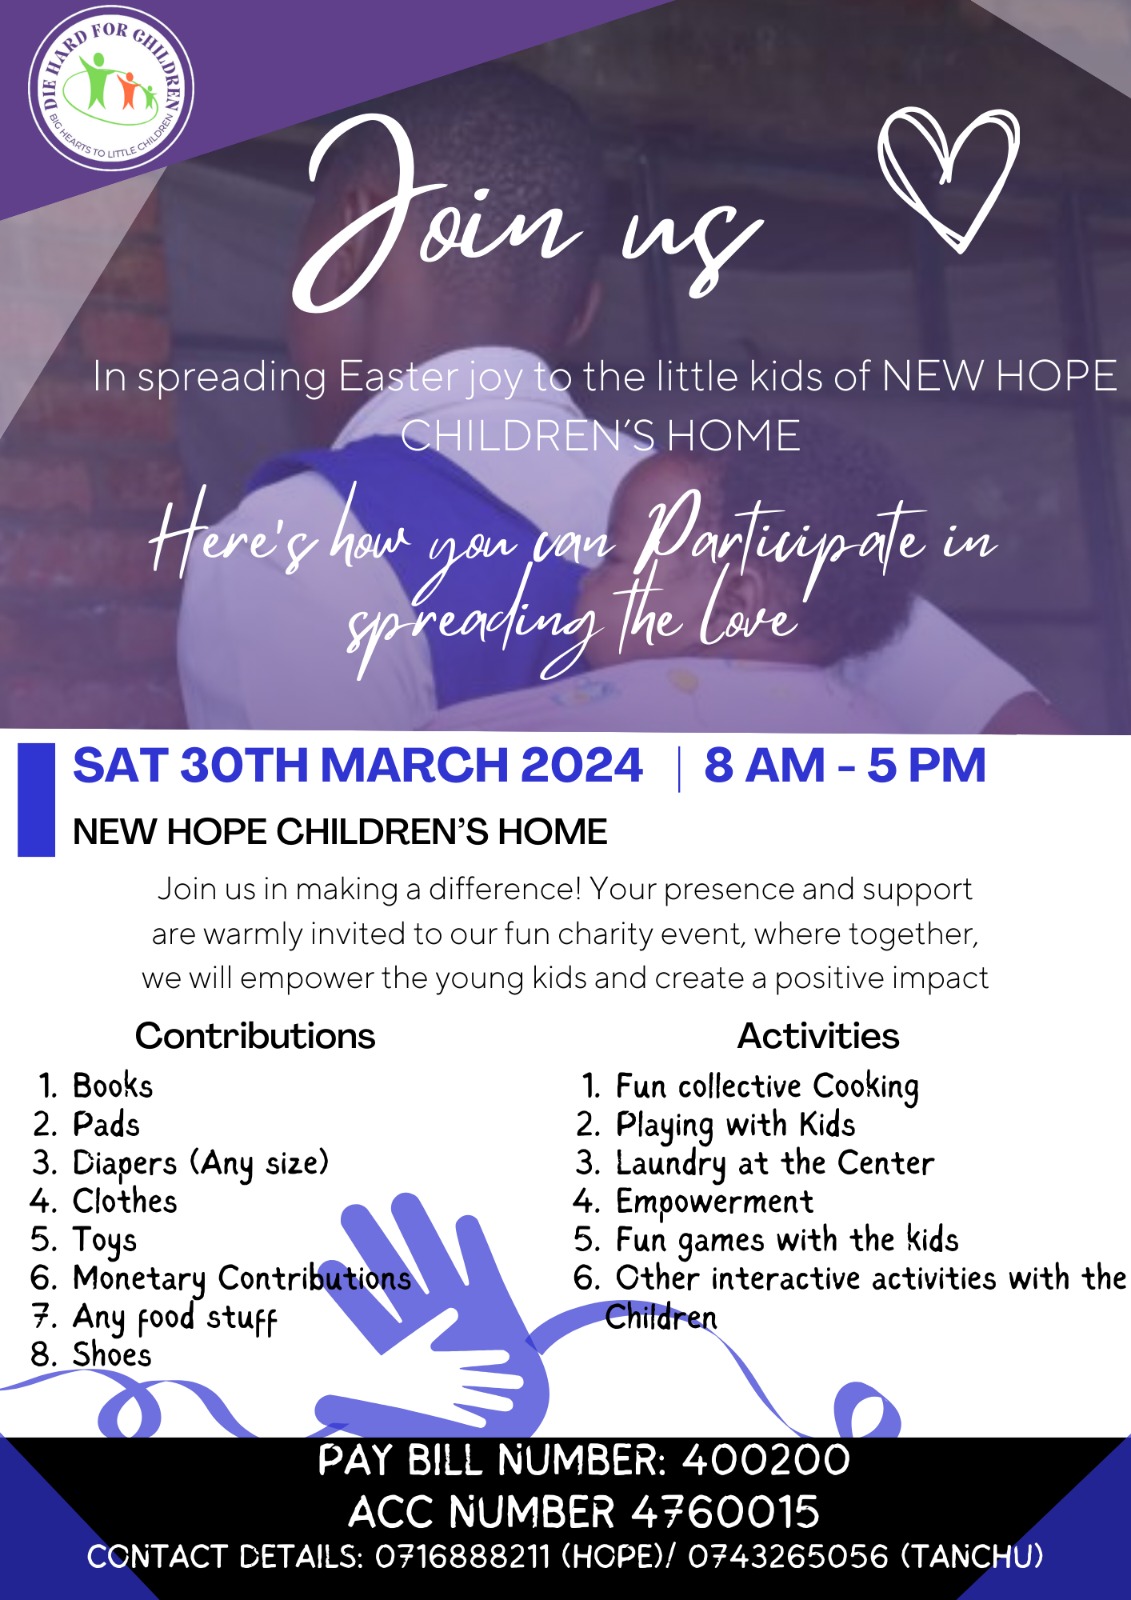 DIE HARD FOR CHILDREN
BIG HEARTS TO LITTLE CHILDREN
Join us
In spreading Easter joy to the little kids of NEW HOPE
CHILDREN'S HOME
Here's how you can Participate in
spreading the Love
SAT 30TH MARCH 2024 | 8 AM - 5 PM
NEW HOPE CHILDREN'S HOME
Join us in making a difference! Your presence and support
are warmly invited to our fun charity event, where together,
we will empower the young kids and create a positive impact
Contributions
1. Books
2. Pads
3. Diapers (Any size)
4. Clothes
5. Toys
6. Monetary Contributions
7. Any food stuff
8. Shoes
Activities
1. Fun collective Cooking
2. Playing with Kids
3. Laundry at the Center
4. Empowerment
5. Fun games with the kids
6. Other interactive activities with the
Children
PAY BILL NUMBER: 400200
ACC NUMBER 4760015
CONTACT DETAILS: 0716888211 (HOPE)/ 0743265056 (TANCHU)